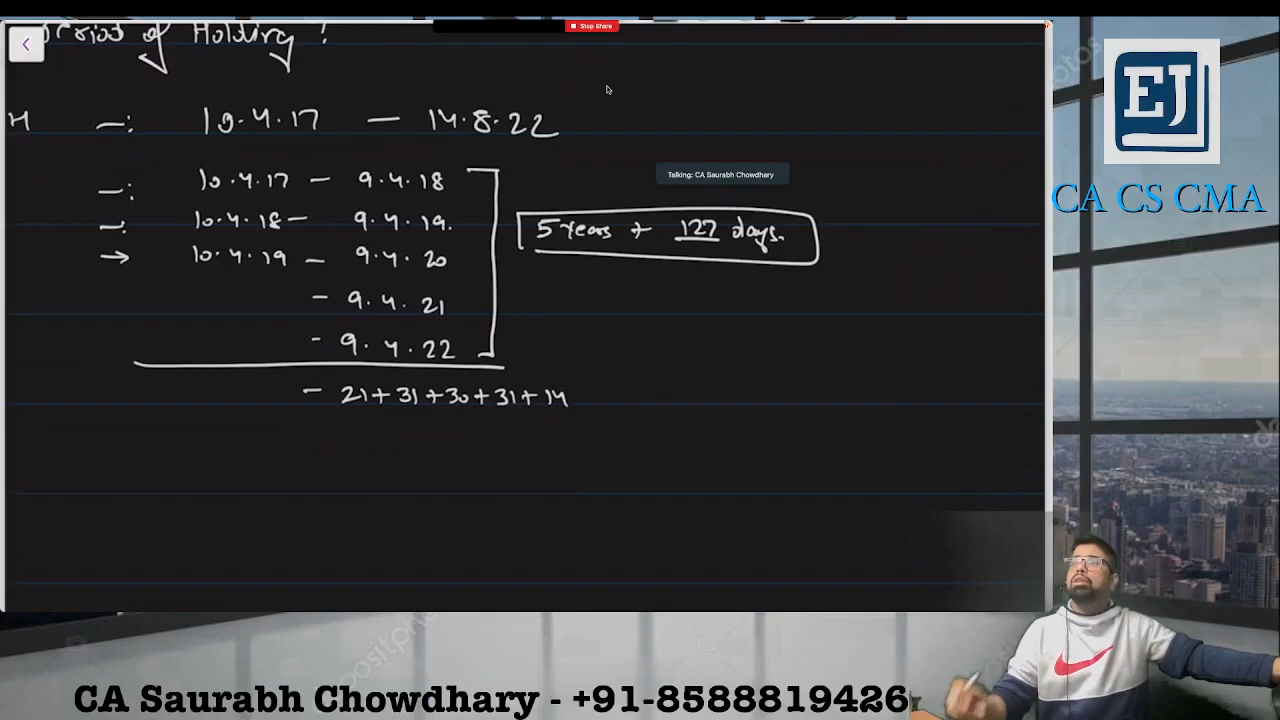 Period of Holding?
Stop Share
H —: 10.4.17 — 14.8.22
Talking: CA Saurabh Chowdhary
—: 10.4.17 — 9.4.18
—: 10.4.18 — 9.4.19.
→ 10.4.19 — 9.4.20
5 Years + 127 days.
- 9.4.21
- 9.4.22
- 21+31+30+31+14
EJ
CA CS CMA
CA Saurabh Chowdhary - +91-8588819426